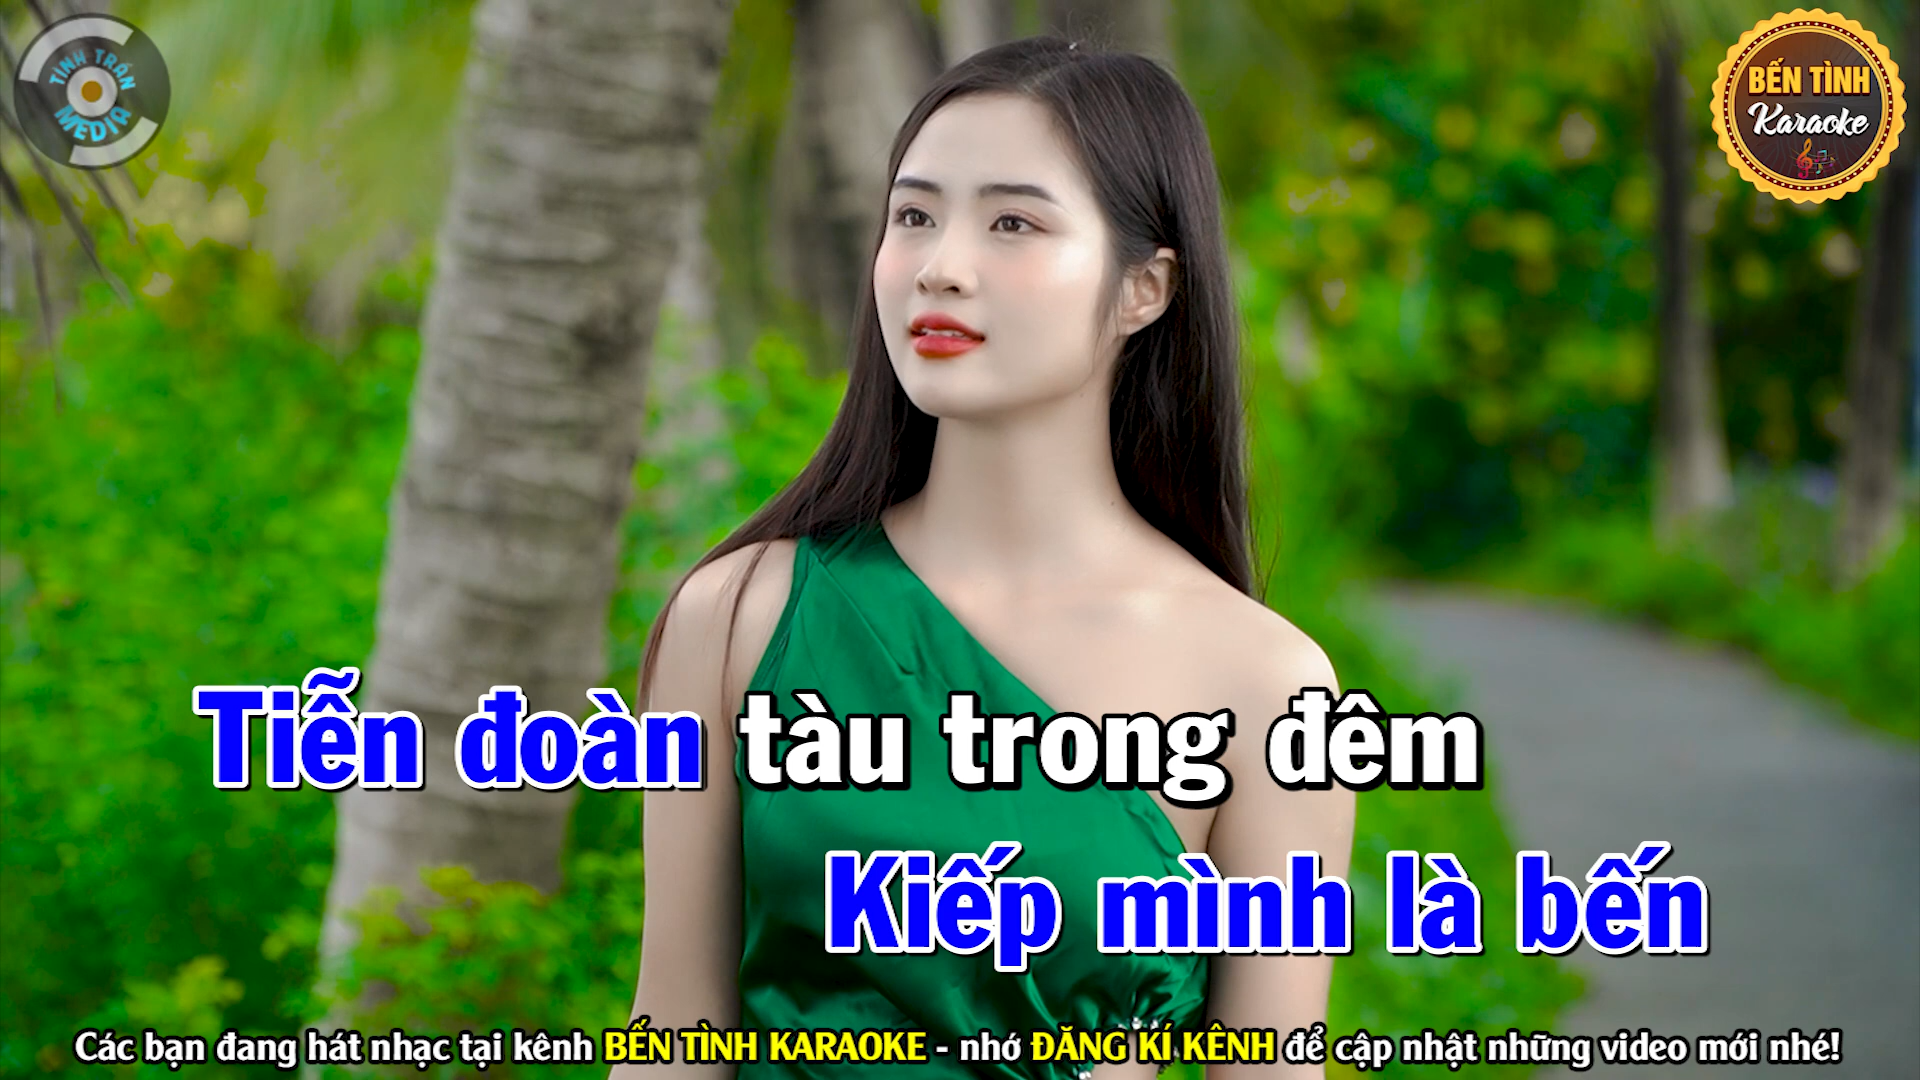 TÌNH TRẦN
MEDIA
BẾN TÌNH
Karaoke
Tiễn đoàn tàu trong đêm
Kiếp mình là bến
Các bạn đang hát nhạc tại kênh BẾN TÌNH KARAOKE - nhớ ĐĂNG KÍ KÊNH để cập nhật những video mới nhé!